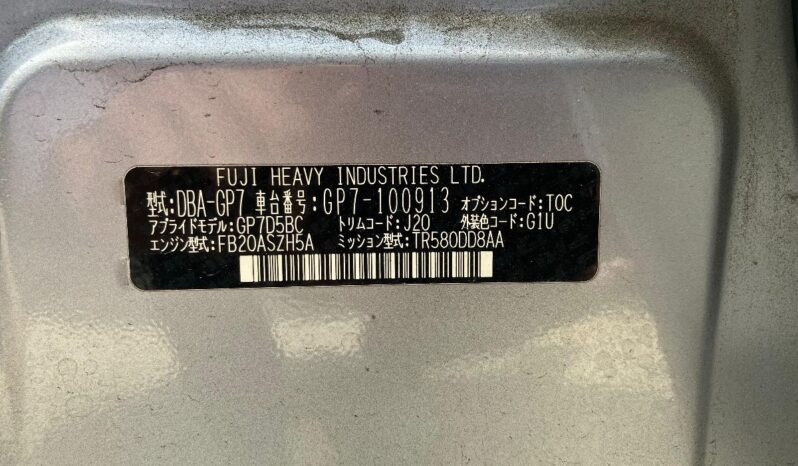 FUJI HEAVY INDUSTRIES LTD.
型式:DBA-GP7 車台番号:GP7-100913 オプションコード:TOC
アプライドモデル:GP7D5BC トリムコード:J20 外装色コード:G1U
エンジン型式:FB20ASZH5A ミッション型式:TR580DD8AA